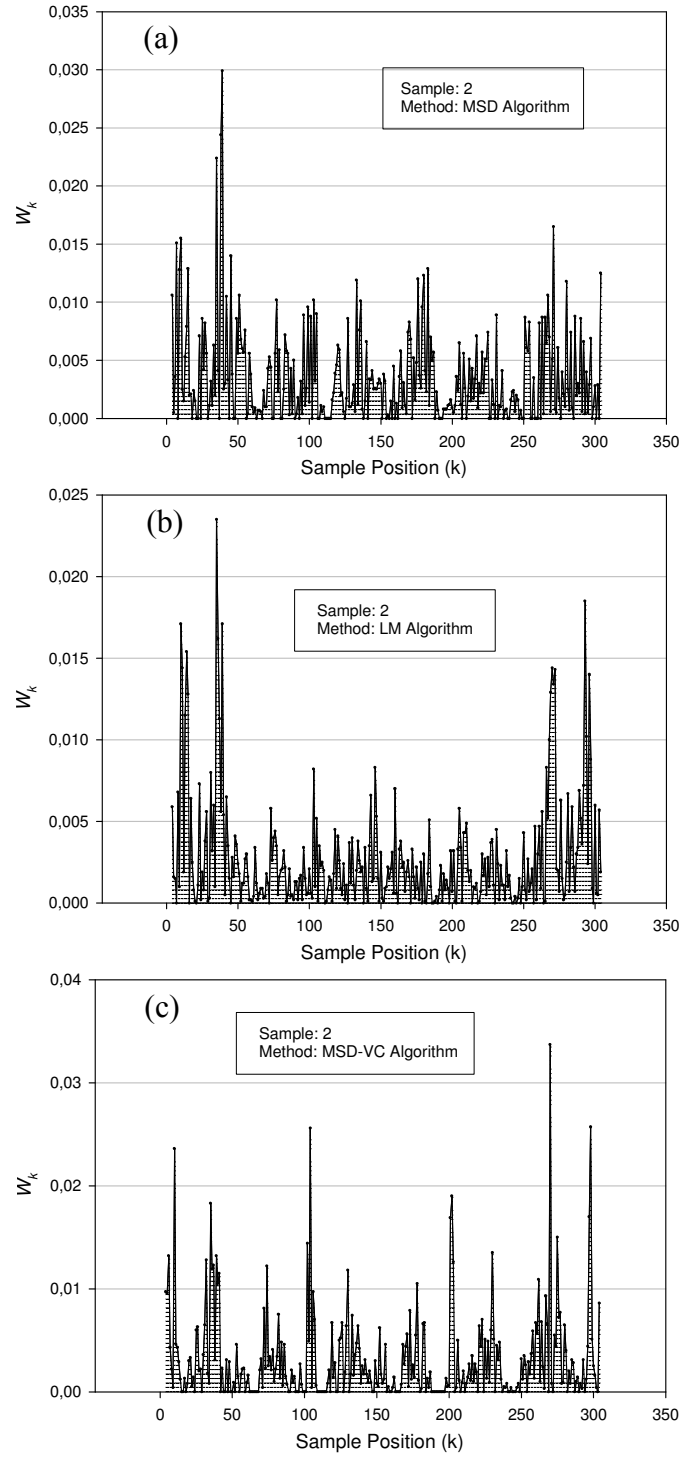 (a)
0,035
0,030
0,025
0,020
0,015
0,010
0,005
0,000
W_k
Sample: 2
Method: MSD Algorithm
0 50 100 150 200 250 300 350
Sample Position (k)
(b)
0,025
0,020
0,015
0,010
0,005
0,000
W_k
Sample: 2
Method: LM Algorithm
0 50 100 150 200 250 300 350
Sample Position (k)
(c)
0,04
0,03
0,02
0,01
0,00
W_k
Sample: 2
Method: MSD-VC Algorithm
0 50 100 150 200 250 300 350
Sample Position (k)